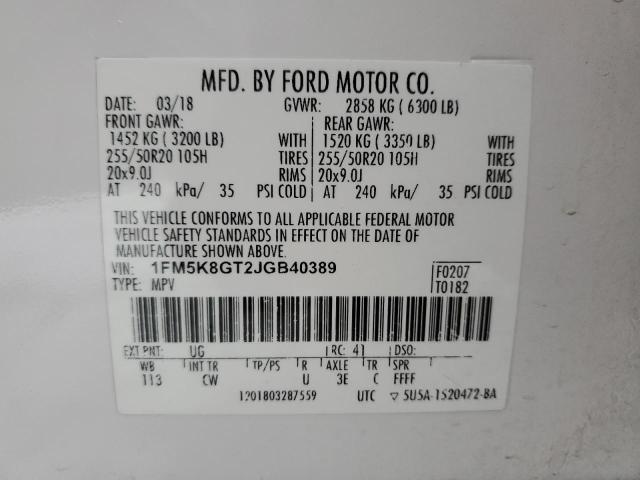 MFD. BY FORD MOTOR CO.
DATE: 03/18 GVWR: 2858 KG ( 6300 LB)
FRONT GAWR: REAR GAWR:
1452 KG ( 3200 LB) WITH 1520 KG ( 3350 LB) WITH
255/50R20 105H TIRES 255/50R20 105H TIRES
20x9.0J RIMS 20x9.0J RIMS
AT 240 kPa/ 35 PSI COLD AT 240 kPa/ 35 PSI COLD
THIS VEHICLE CONFORMS TO ALL APPLICABLE FEDERAL MOTOR
VEHICLE SAFETY STANDARDS IN EFFECT ON THE DATE OF
MANUFACTURE SHOWN ABOVE.
VIN: 1FM5K8GT2JGB40389 F0207
TYPE: MPV T0182
EXT PNT: UG RC: 41 DSO:
WB INT TR TP/PS R AXLE TR SPR
113 CW U 3E C FFFF
1201803287559 UTC ▽ 5U5A-1520472-BA